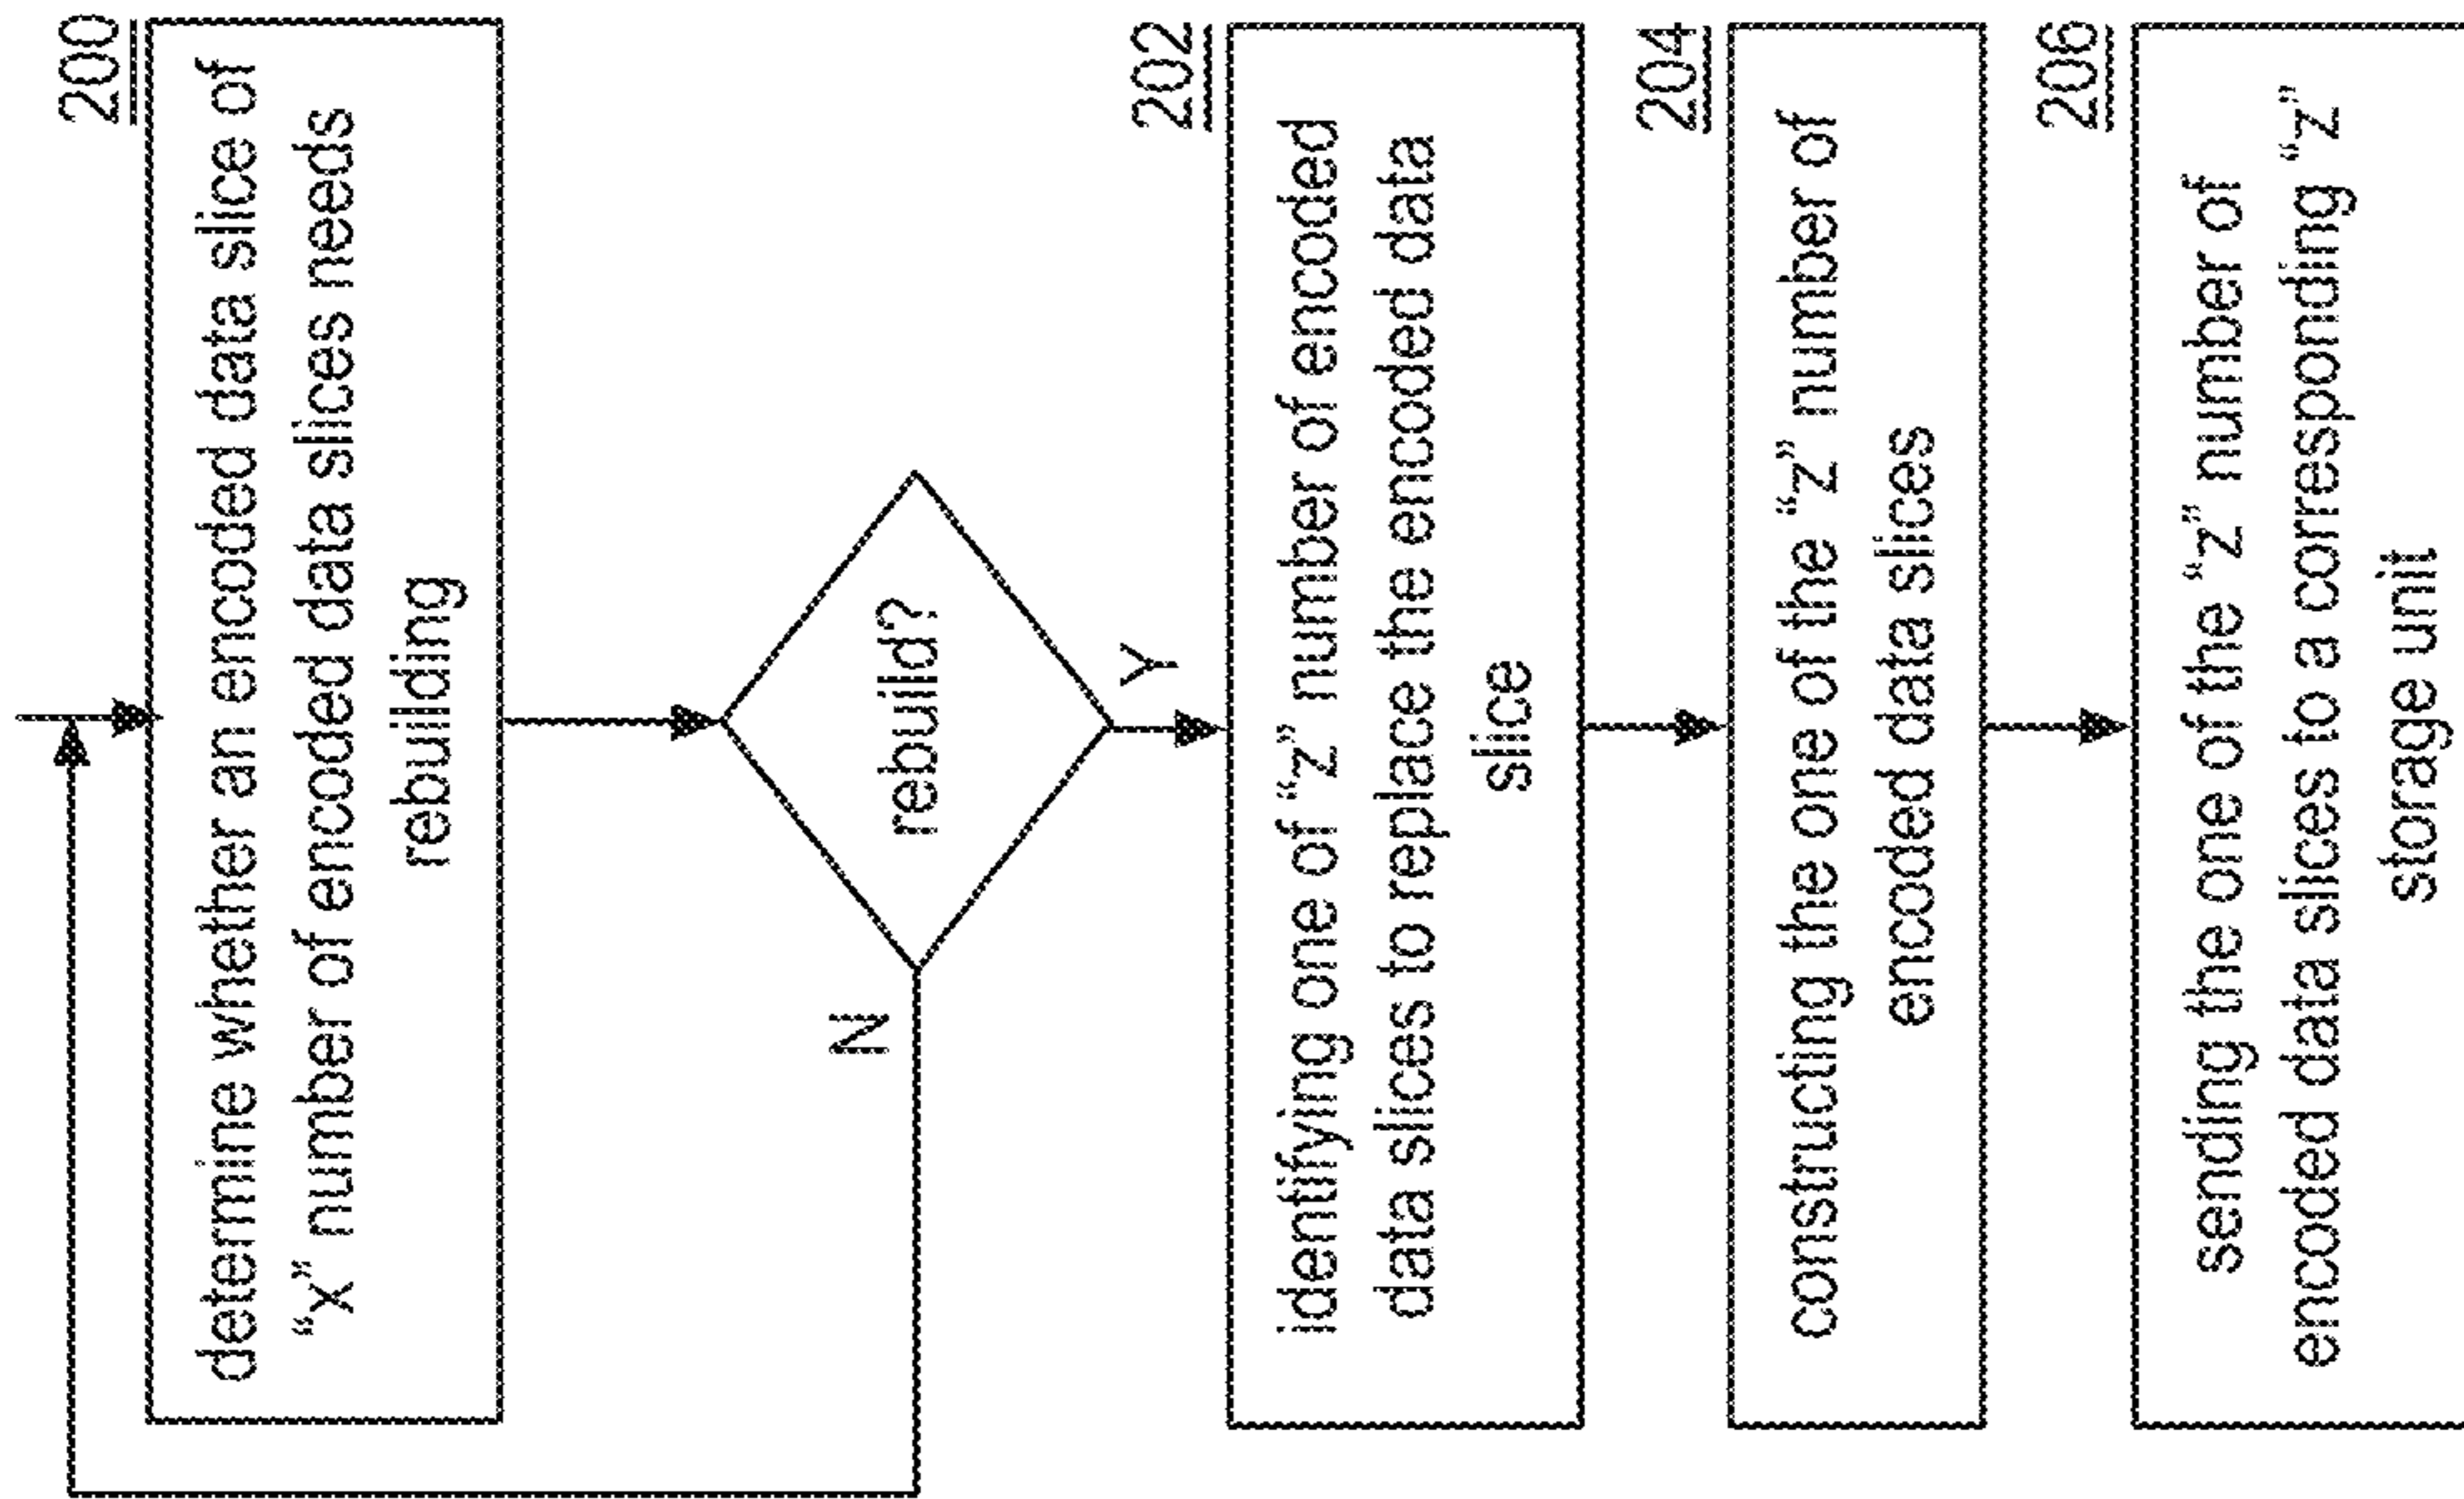 200
determine whether an encoded data slice of
“x” number of encoded data slices needs
rebuilding
rebuild?
N
Y
202
identifying one of “z” number of encoded
data slices to replace the encoded data
slice
204
constructing the one of the “z” number of
encoded data slices
206
sending the one of the “z” number of
encoded data slices to a corresponding “z”
storage unit